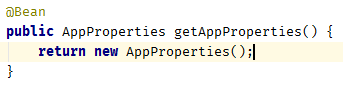 @Bean
public AppProperties getAppProperties() {
    return new AppProperties();
}